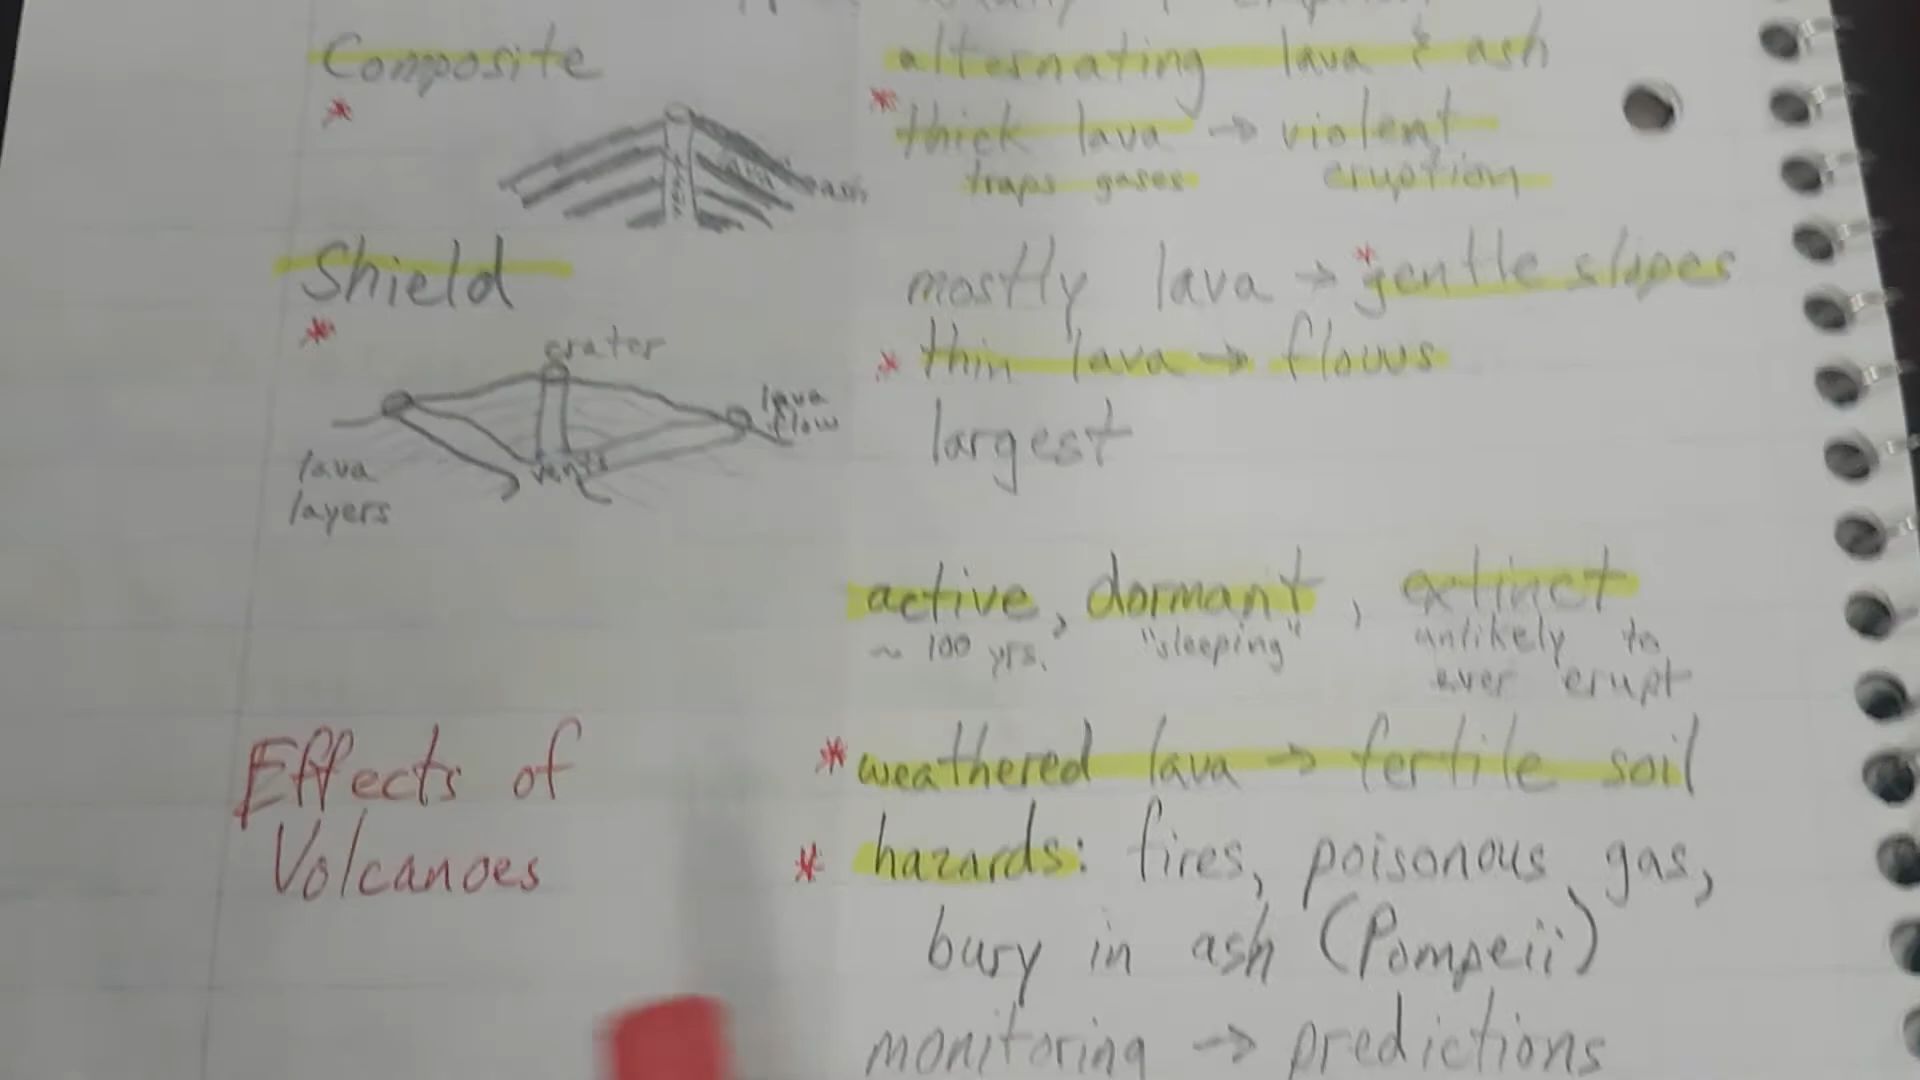 Composite
alternating lava & ash
* thick lava → violent
traps gases eruption
*
vent
ash
Shield
mostly lava → *gentle slopes
*
* thin lava → flows
crater
lava
flow
largest
lava
layers
vents
active, dormant, extinct
~ 100 yrs. "sleeping" unlikely to
ever erupt
Effects of
Volcanoes
* weathered lava → fertile soil
* hazards: fires, poisonous gas,
bury in ash (Pompeii)
monitoring → predictions